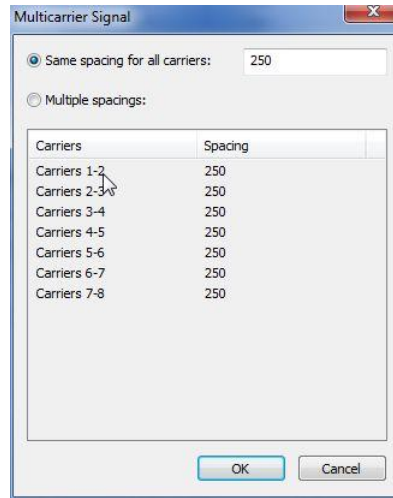 Multicarrier Signal
Same spacing for all carriers: 250
Multiple spacings:
Carriers Spacing
Carriers 1-2 250
Carriers 2-3 250
Carriers 3-4 250
Carriers 4-5 250
Carriers 5-6 250
Carriers 6-7 250
Carriers 7-8 250
OK Cancel